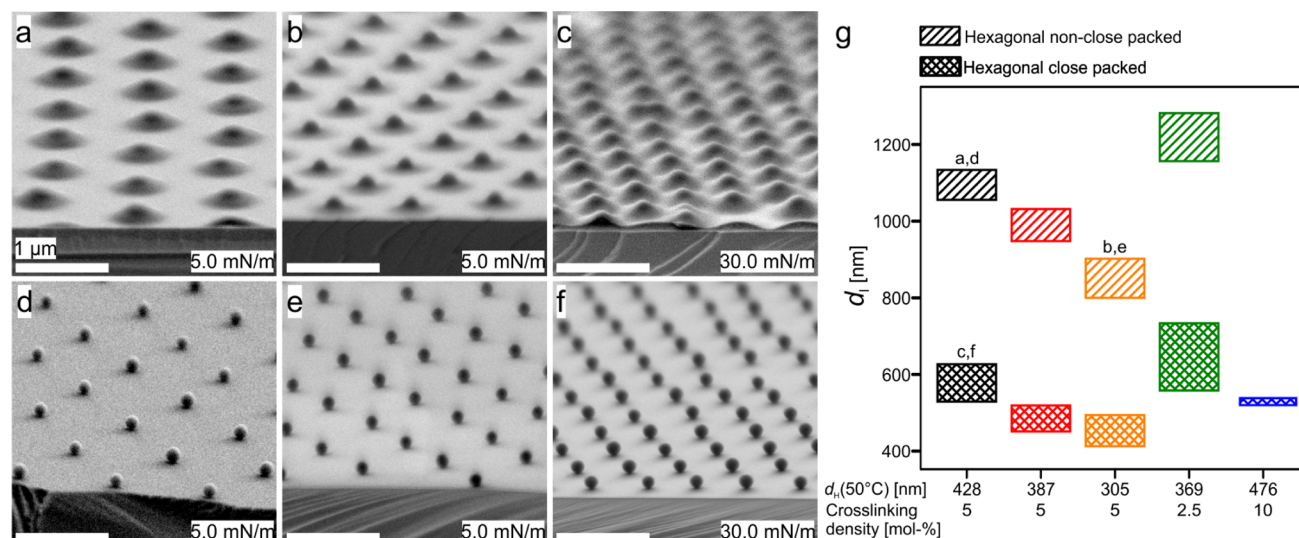 a
b
c
1 µm
5.0 mN/m
5.0 mN/m
30.0 mN/m
d
e
f
5.0 mN/m
5.0 mN/m
30.0 mN/m
g
Hexagonal non-close packed
Hexagonal close packed
dI [nm]
1200
1000
800
600
400
a,d
b,e
c,f
dH(50°C) [nm] 428 387 305 369 476
Crosslinking 5 5 5 2.5 10
density [mol-%]